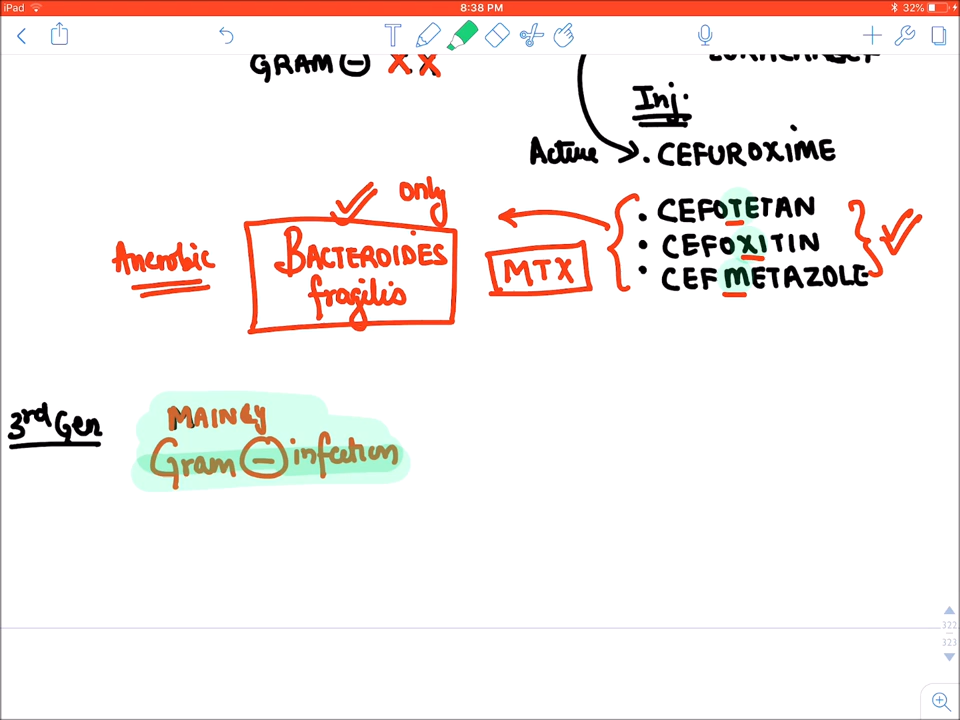 iPad
8:38 PM
32%
T
GRAM ⊖ XX
Inj.
Active → . CEFUROXIME
only
• CEFOTETAN
Anerobic
BACTEROIDES
fragilis
MTX
• CEFOXITIN
• CEFMETAZOLE
3rd Gen
MAINLY
Gram ⊖ infection
322
323